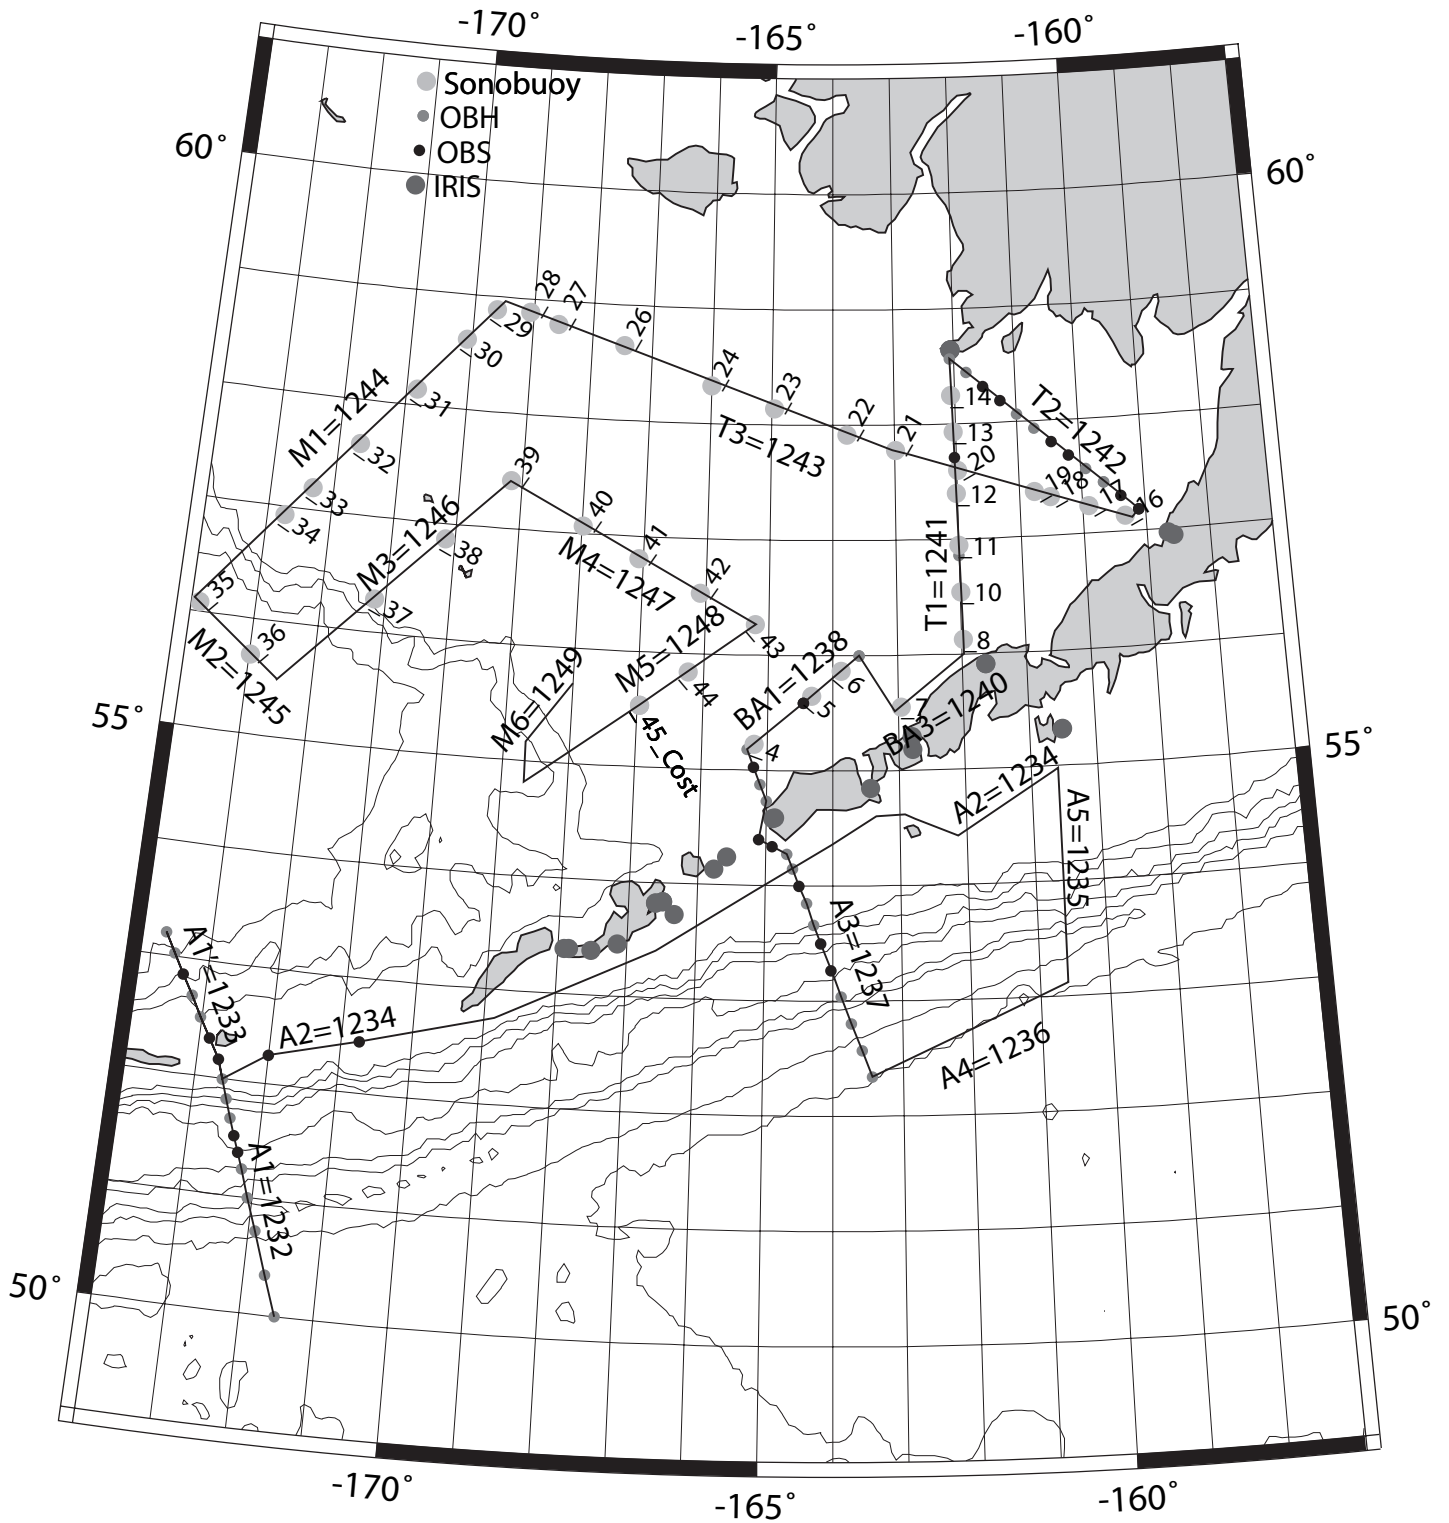 -170°
-165°
-160°
Sonobuoy
OBH
OBS
IRIS
60°
60°
28
27
29
26
30
24
23
31
M1=1244
22
21
14
T2=1242
T3=1243
13
32
39
20
19
18
17
16
33
12
34
M3=1246
40
38
41
11
M4=1247
T1=1241
42
10
35
37
36
43
8
M2=1245
M5=1248
BA1=1238
M6=1249
44
6
5
7
BA3=1240
55°
45_Cost
4
55°
A2=1234
A5=1235
A3=1237
A1'=1233
A2=1234
A4=1236
A1=1232
50°
50°
-170°
-165°
-160°